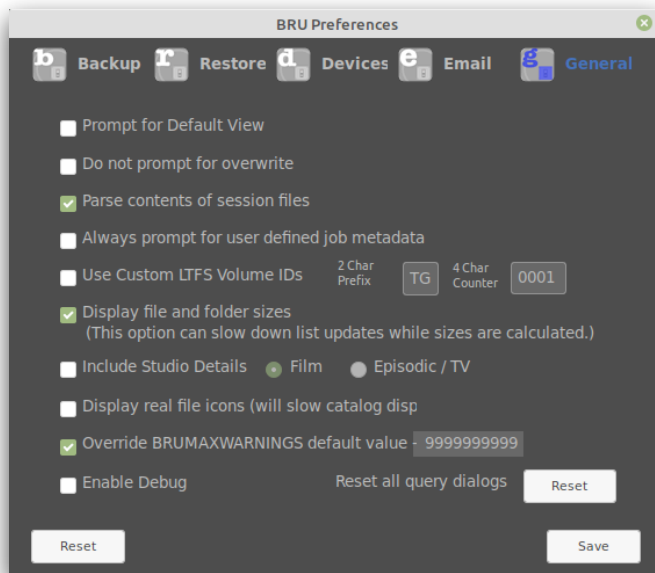 BRU Preferences
b Backup r Restore d Devices e Email g General
Prompt for Default View
Do not prompt for overwrite
Parse contents of session files
Always prompt for user defined job metadata
Use Custom LTFS Volume IDs 2 Char Prefix TG 4 Char Counter 0001
Display file and folder sizes
(This option can slow down list updates while sizes are calculated.)
Include Studio Details Film Episodic / TV
Display real file icons (will slow catalog disp
Override BRUMAXWARNINGS default value - 9999999999
Enable Debug Reset all query dialogs Reset
Reset Save